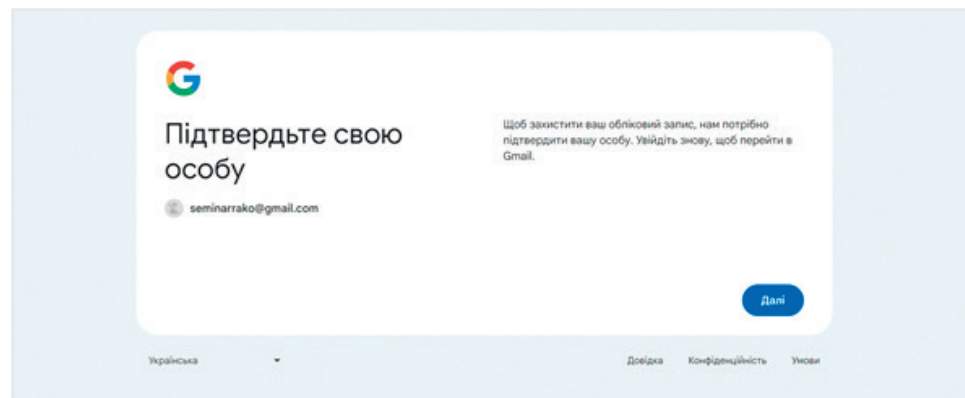 Підтвердьте свою
особу
seminarrako@gmail.com
Щоб захистити ваш обліковий запис, нам потрібно
підтвердити вашу особу. Увійдіть знову, щоб перейти в
Gmail.
Далі
Українська
Довідка Конфіденційність Умови